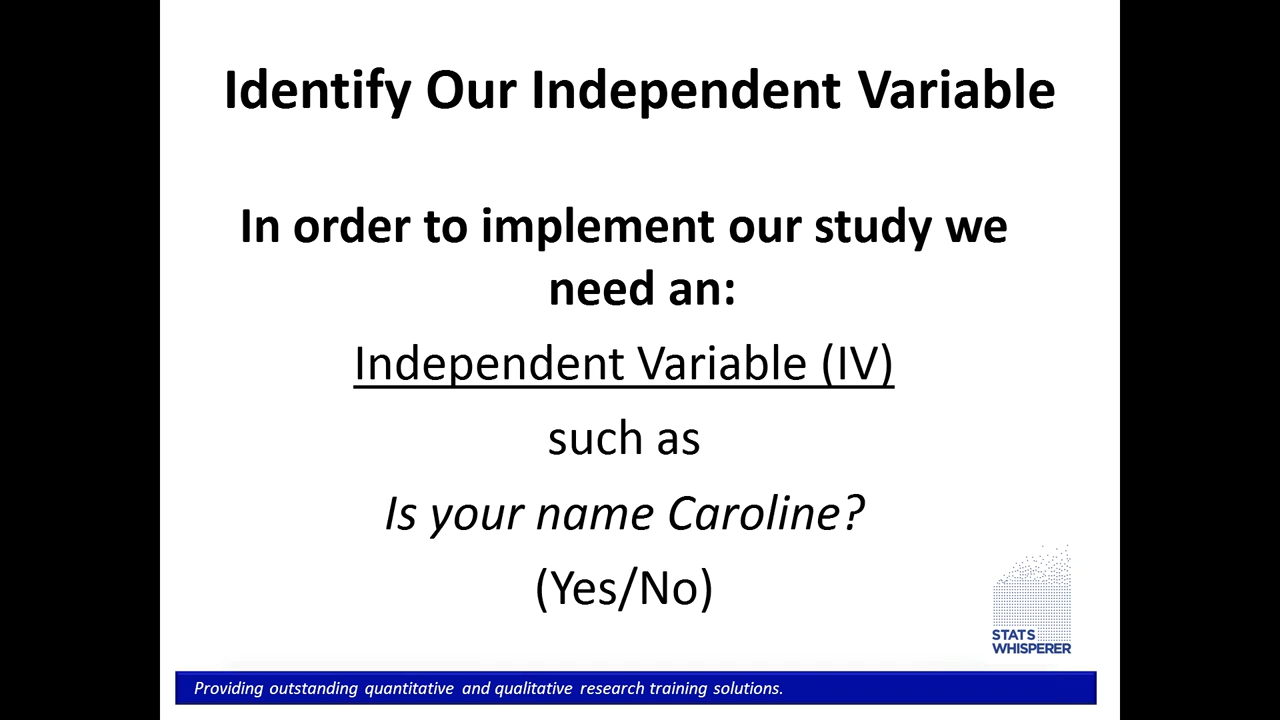 Identify Our Independent Variable
In order to implement our study we
need an:
Independent Variable (IV)
such as
Is your name Caroline?
(Yes/No)
STATS
WHISPERER
Providing outstanding quantitative and qualitative research training solutions.